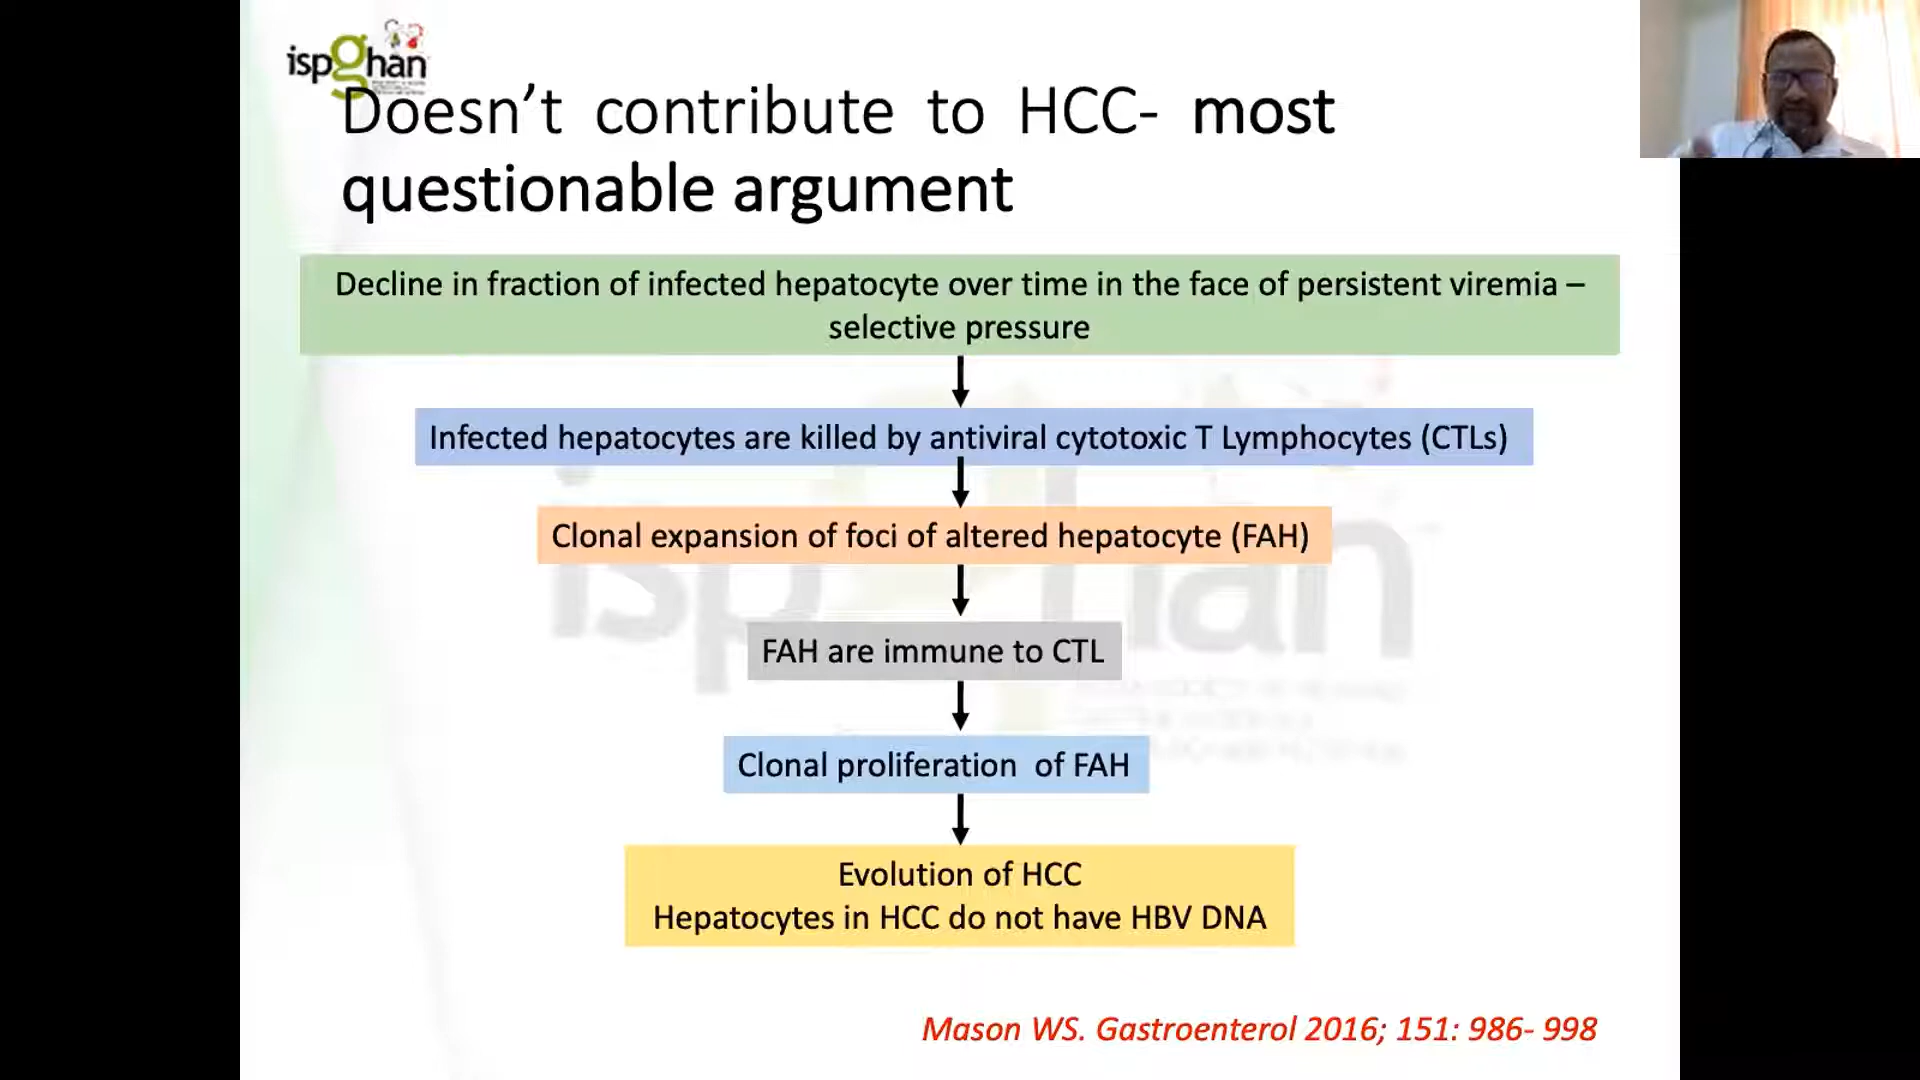 ispghan
Doesn't contribute to HCC- most
questionable argument
Decline in fraction of infected hepatocyte over time in the face of persistent viremia –
selective pressure
Infected hepatocytes are killed by antiviral cytotoxic T Lymphocytes (CTLs)
Clonal expansion of foci of altered hepatocyte (FAH)
FAH are immune to CTL
Clonal proliferation of FAH
Evolution of HCC
Hepatocytes in HCC do not have HBV DNA
Mason WS. Gastroenterol 2016; 151: 986- 998